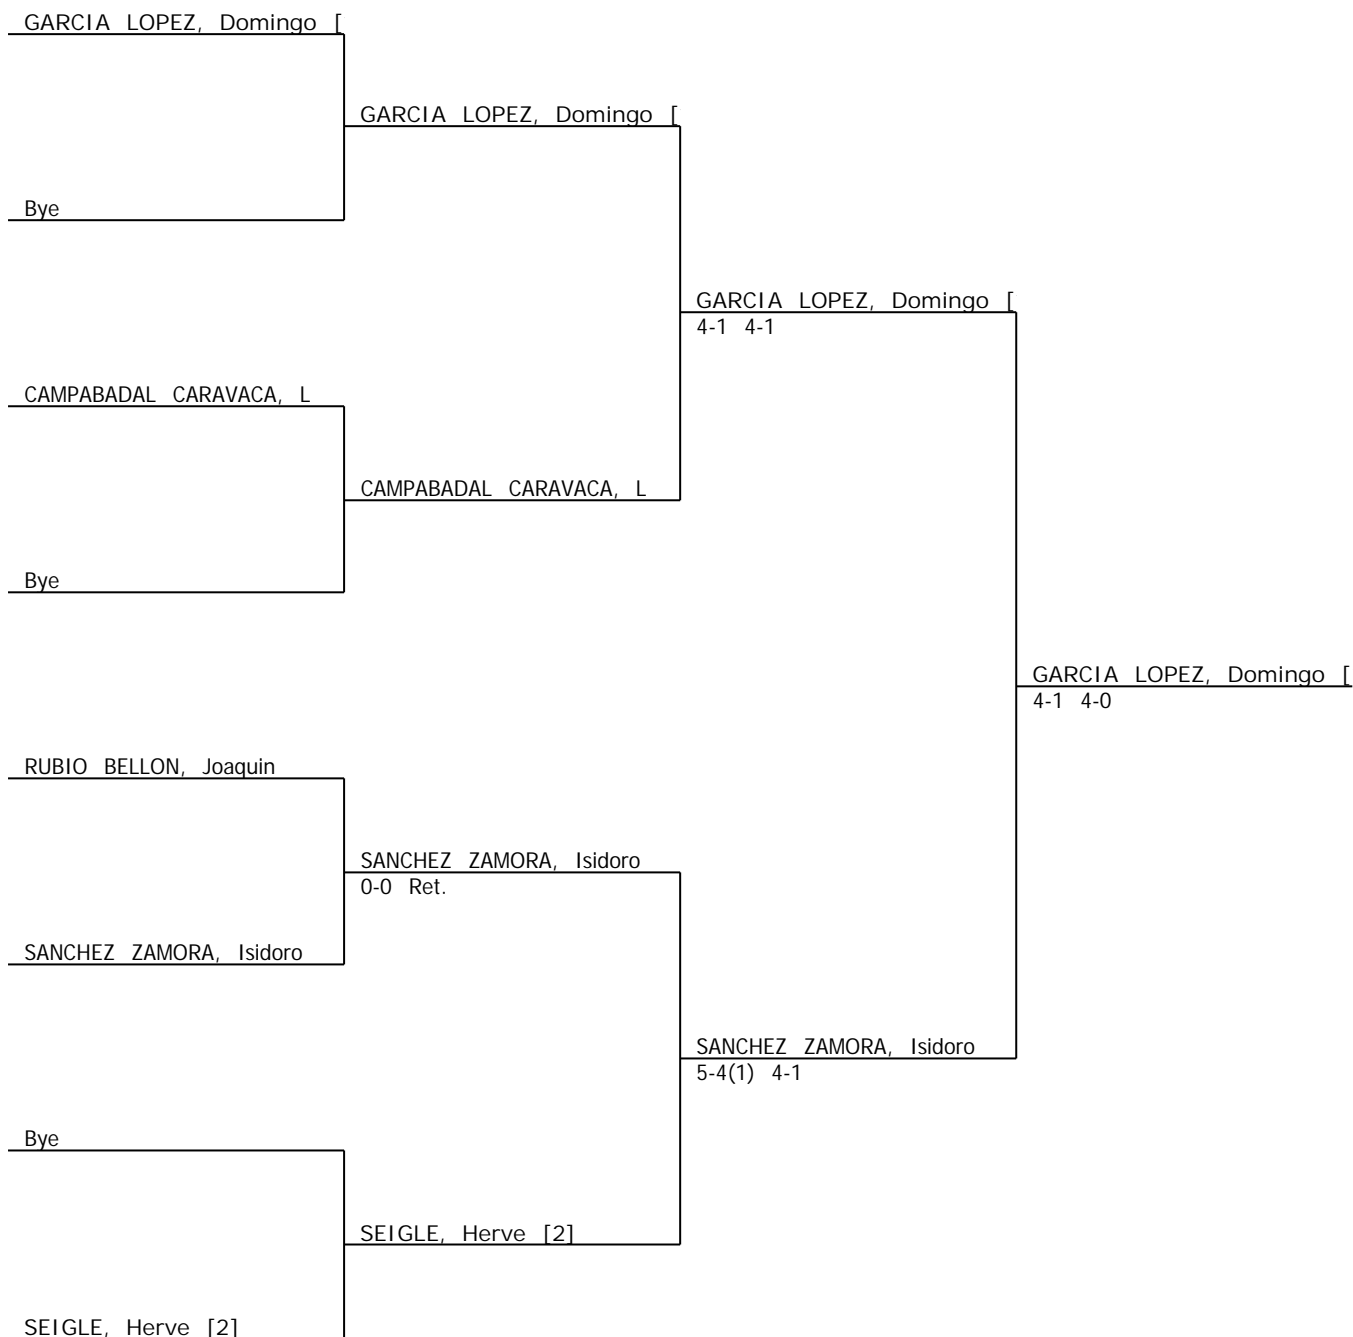 GARCIA LOPEZ, Domingo [
GARCIA LOPEZ, Domingo [
Bye
GARCIA LOPEZ, Domingo [
4-1 4-1
CAMPABADAL CARAVACA, L
CAMPABADAL CARAVACA, L
Bye
GARCIA LOPEZ, Domingo [
4-1 4-0
RUBIO BELLON, Joaquin
SANCHEZ ZAMORA, Isidoro
0-0 Ret.
SANCHEZ ZAMORA, Isidoro
SANCHEZ ZAMORA, Isidoro
5-4(1) 4-1
Bye
SEIGLE, Herve [2]
SEIGLE, Herve [2]